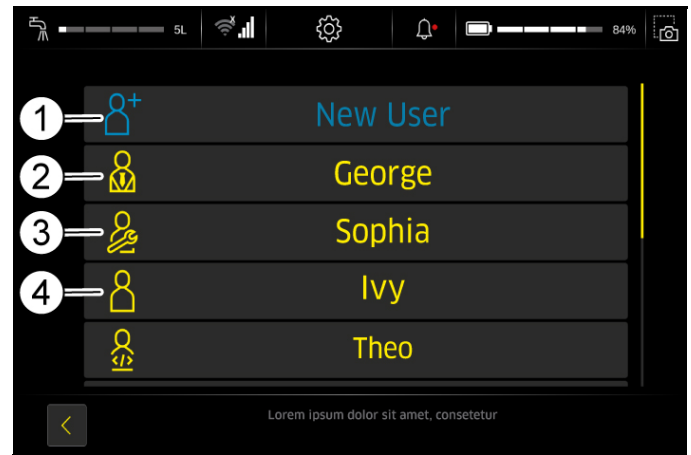 5L
84%
1
New User
2
George
3
Sophia
4
Ivy
</>
Theo
Lorem ipsum dolor sit amet, consetetur